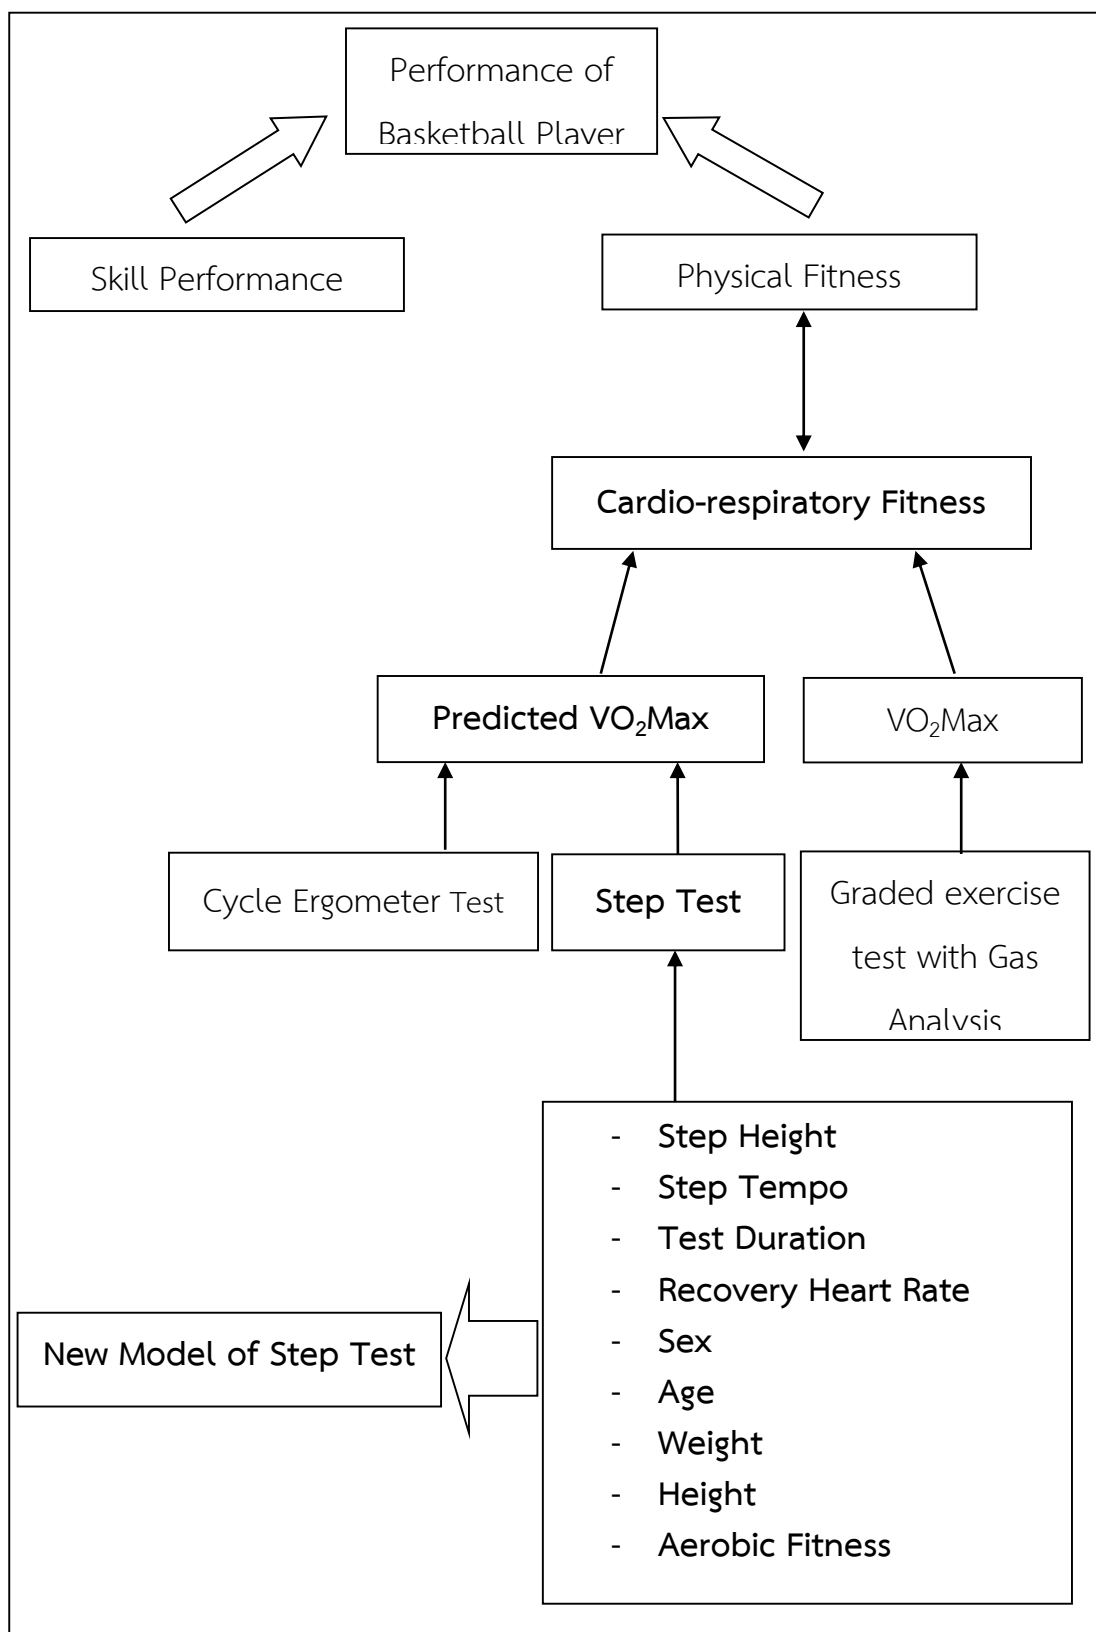 Performance of
Basketball Player
Skill Performance
Physical Fitness
Cardio-respiratory Fitness
Predicted VO₂Max
VO₂Max
Cycle Ergometer Test
Step Test
Graded exercise
test with Gas
Analysis
- Step Height
- Step Tempo
- Test Duration
- Recovery Heart Rate
- Sex
- Age
- Weight
- Height
- Aerobic Fitness
New Model of Step Test